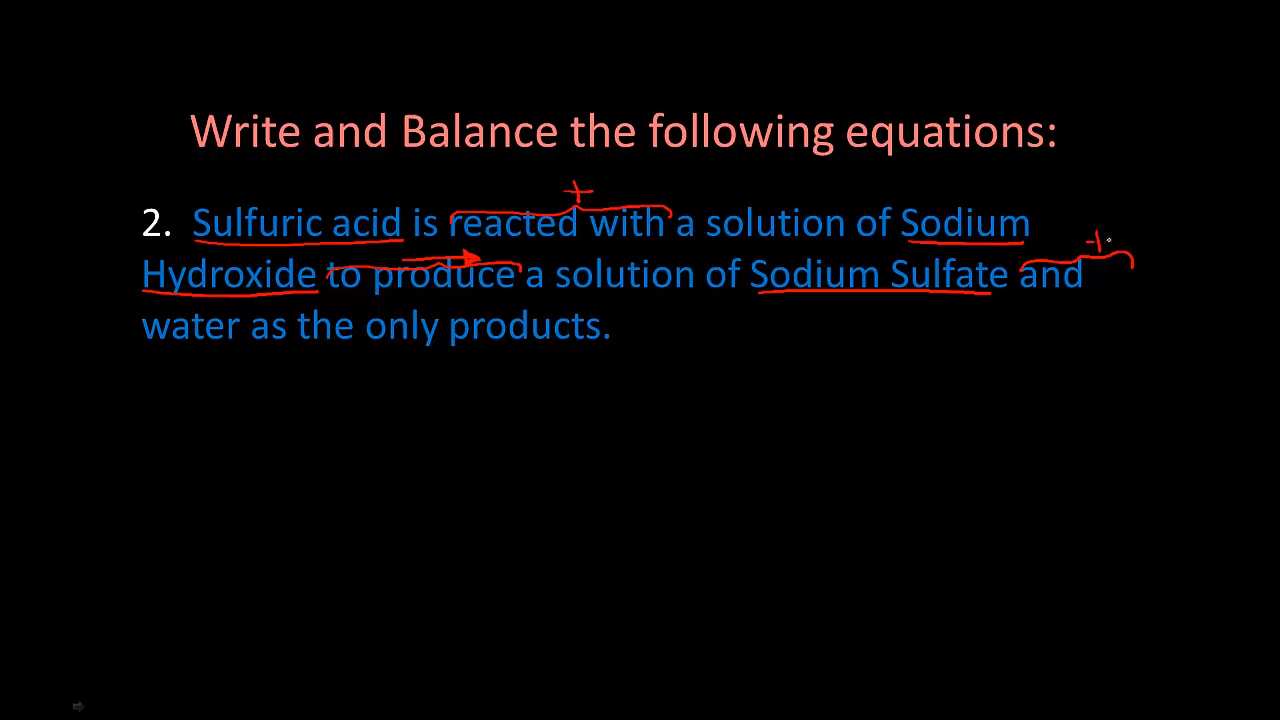 Write and Balance the following equations:
+
2. Sulfuric acid is reacted with a solution of Sodium
Hydroxide to produce a solution of Sodium Sulfate and
water as the only products.